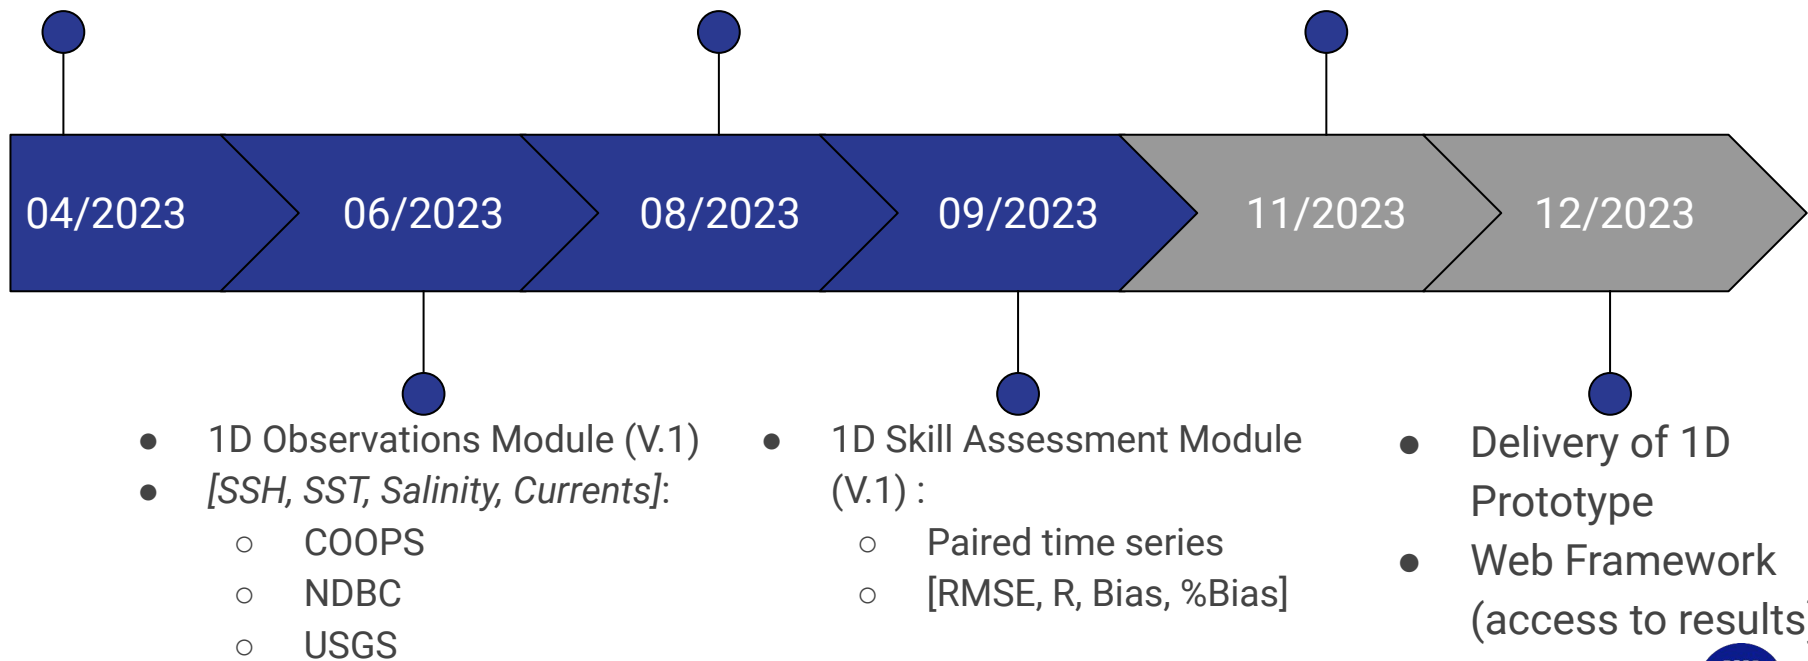 04/2023
06/2023
08/2023
09/2023
11/2023
12/2023
● 1D Observations Module (V.1)
● [SSH, SST, Salinity, Currents]:
○ COOPS
○ NDBC
○ USGS
● 1D Skill Assessment Module
(V.1) :
○ Paired time series
○ [RMSE, R, Bias, %Bias]
● Delivery of 1D
Prototype
● Web Framework
(access to results)